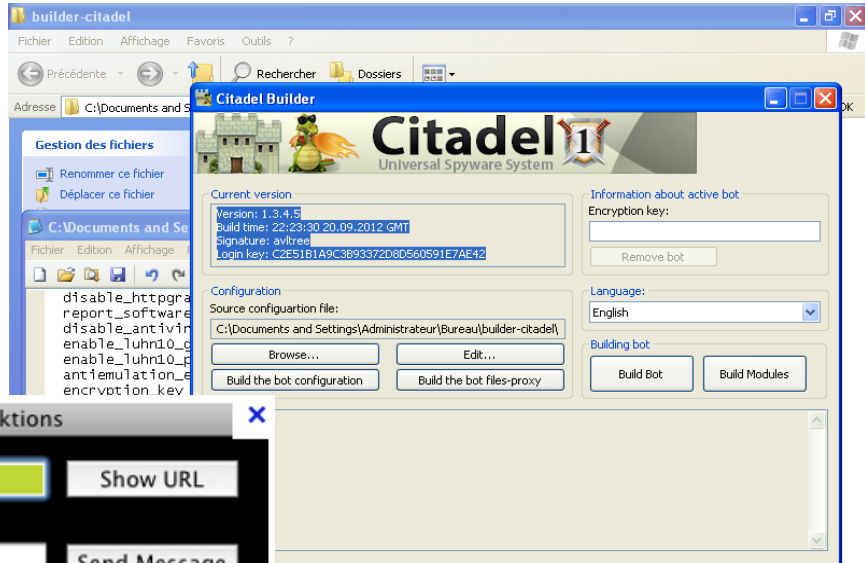 builder-citadel
Fichier Edition Affichage Favoris Outils ?
Précédente Rechercher Dossiers
Adresse C:\Documents and S OK
Citadel Builder
Citadel 1
Universal Spyware System
Gestion des fichiers
Renommer ce fichier
Déplacer ce fichier
C:\Documents and Se
Fichier Edition Affichage
disable_httpgra
report_software
disable_antivir
enable_luhn10_g
enable_luhn10_p
antiemulation_e
encryption_key
Current version
Version: 1.3.4.5
Build time: 22:23:30 20.09.2012 GMT
Signature: avltree
Login key: C2E51B1A9C3B93372D8D560591E7AE42
Information about active bot
Encryption key:
Remove bot
Configuration
Source configuartion file:
C:\Documents and Settings\Administrateur\Bureau\builder-citadel\
Browse...
Edit...
Build the bot configuration
Build the bot files-proxy
Language:
English
Building bot
Build Bot
Build Modules
ktions
Show URL
Send Message